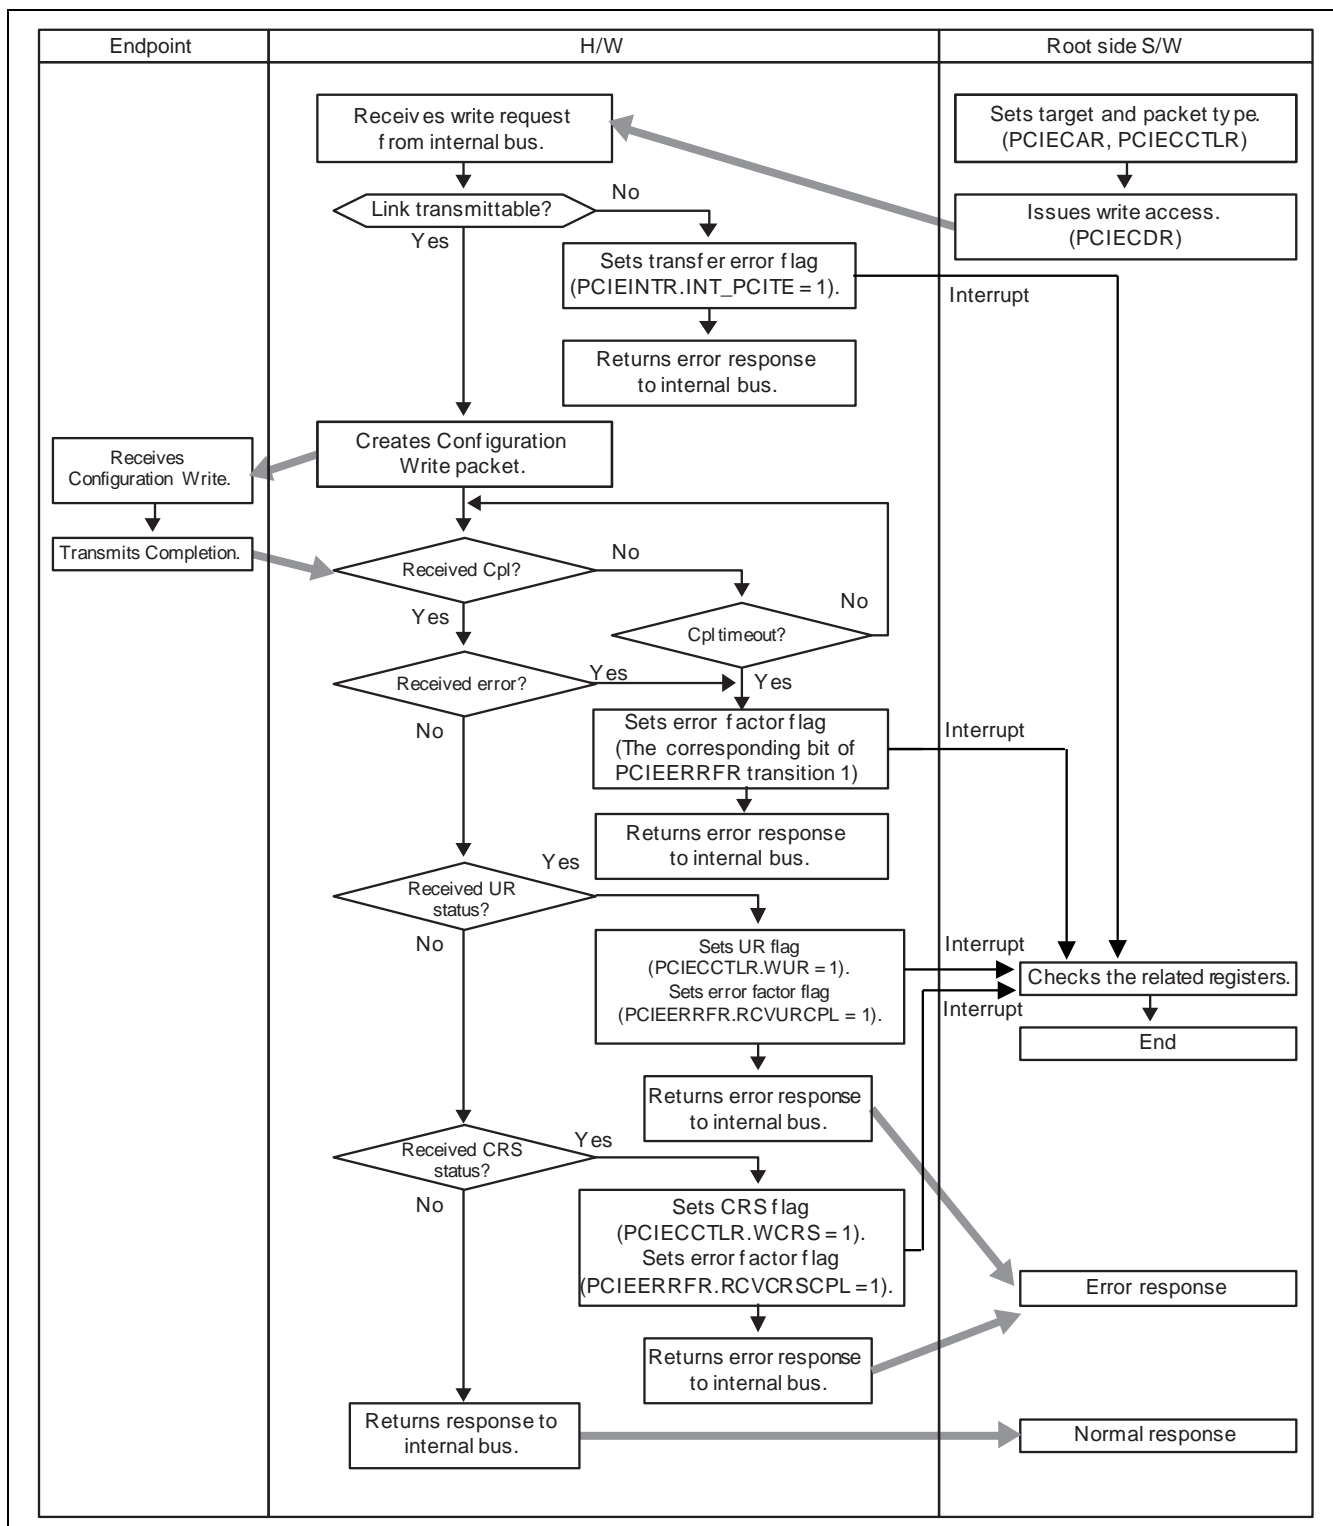 Endpoint
H/W
Root side S/W
Receives write request
from internal bus.
Sets target and packet type.
(PCIECAR, PCIECCTLR)
Link transmittable?
No
Yes
Issues write access.
(PCIECDR)
Sets transfer error flag
(PCIEINTR.INT_PCITE = 1).
Interrupt
Returns error response
to internal bus.
Creates Configuration
Write packet.
Receives
Configuration Write.
Transmits Completion.
Received Cpl?
No
Yes
Cpl timeout?
No
Yes
Received error?
Yes
No
Sets error factor flag
(The corresponding bit of
PCIEERRFR transition 1)
Interrupt
Returns error response
to internal bus.
Received UR
status?
Yes
No
Sets UR flag
(PCIECCTLR.WUR = 1).
Sets error factor flag
(PCIEERRFR.RCVURCPL = 1).
Interrupt
Checks the related registers.
Interrupt
End
Returns error response
to internal bus.
Received CRS
status?
Yes
No
Sets CRS flag
(PCIECCTLR.WCRS = 1).
Sets error factor flag
(PCIEERRFR.RCVCRSCPL = 1).
Error response
Returns error response
to internal bus.
Returns response to
internal bus.
Normal response